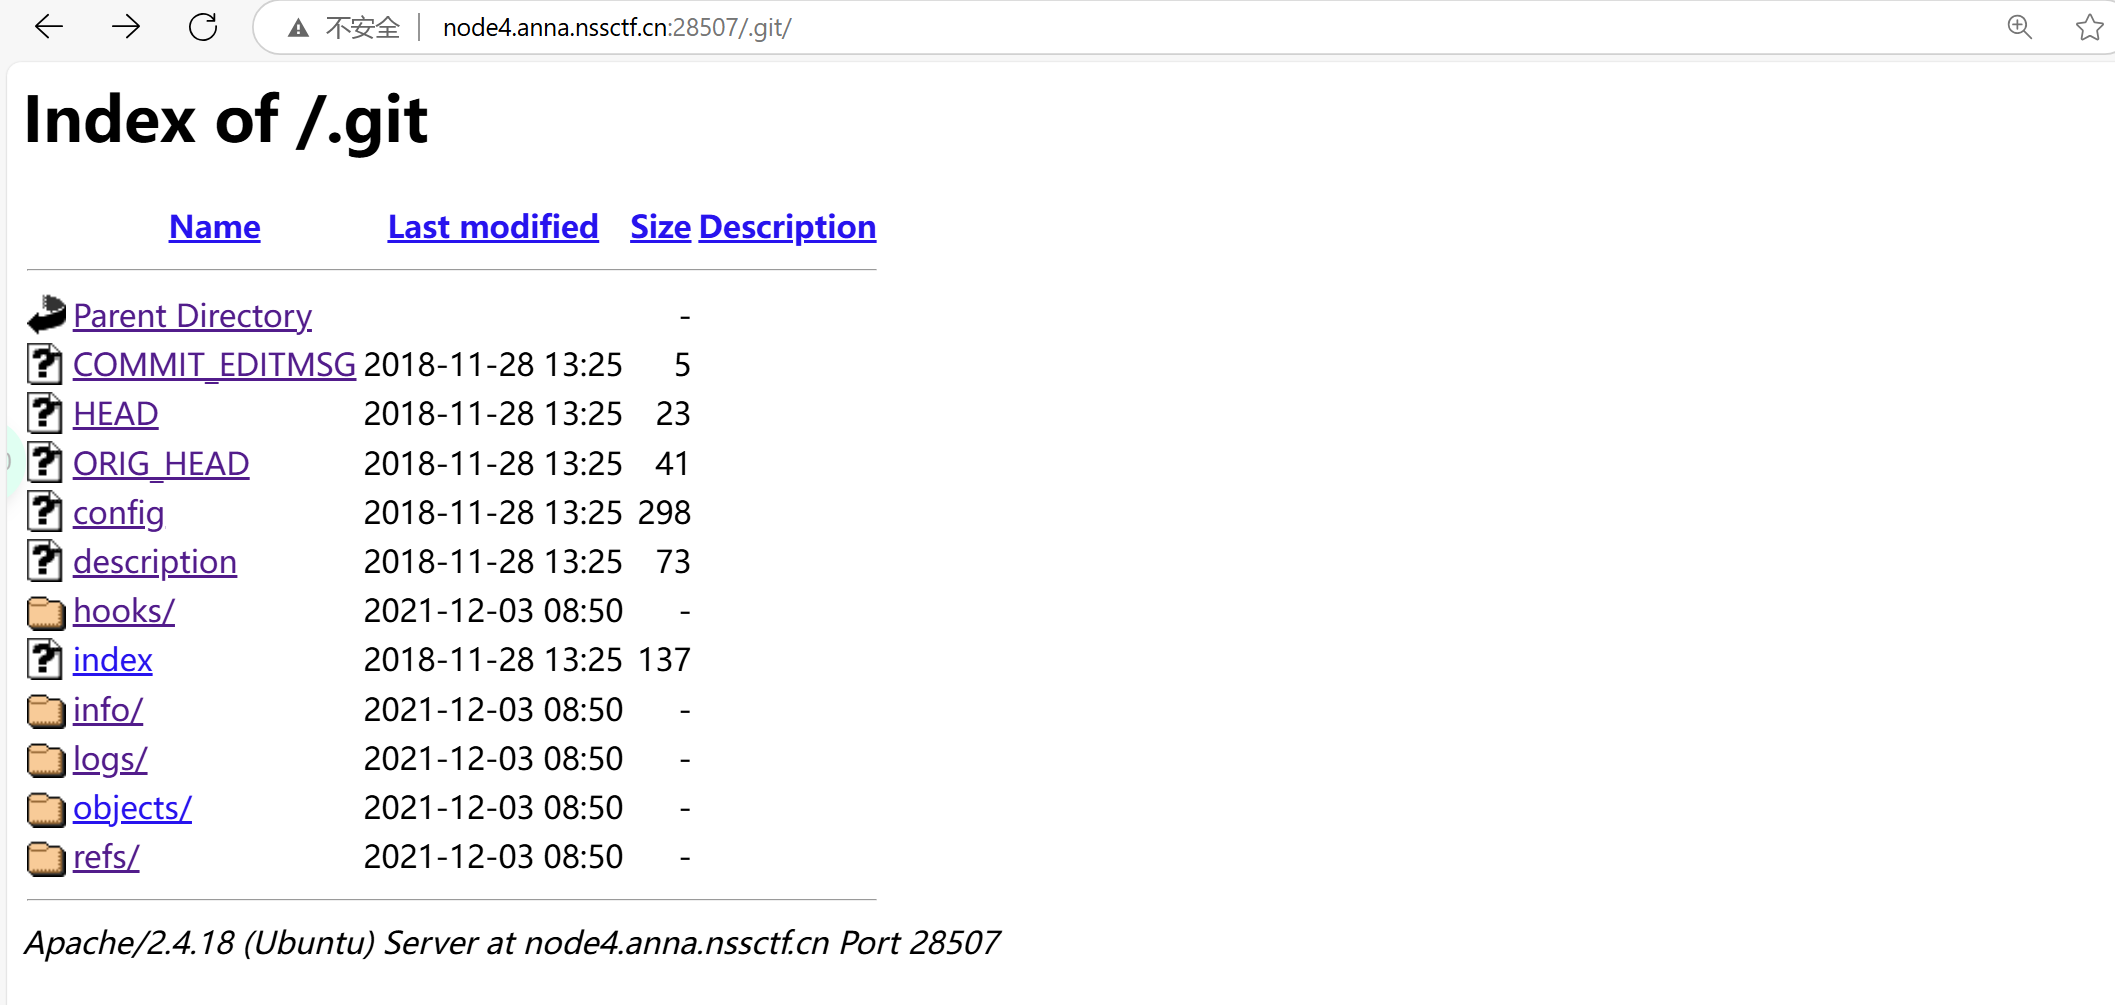 不安全 node4.anna.nssctf.cn:28507/.git/
Index of /.git
Name Last modified Size Description
Parent Directory -
COMMIT_EDITMSG 2018-11-28 13:25 5
HEAD 2018-11-28 13:25 23
ORIG_HEAD 2018-11-28 13:25 41
config 2018-11-28 13:25 298
description 2018-11-28 13:25 73
hooks/ 2021-12-03 08:50 -
index 2018-11-28 13:25 137
info/ 2021-12-03 08:50 -
logs/ 2021-12-03 08:50 -
objects/ 2021-12-03 08:50 -
refs/ 2021-12-03 08:50 -
Apache/2.4.18 (Ubuntu) Server at node4.anna.nssctf.cn Port 28507